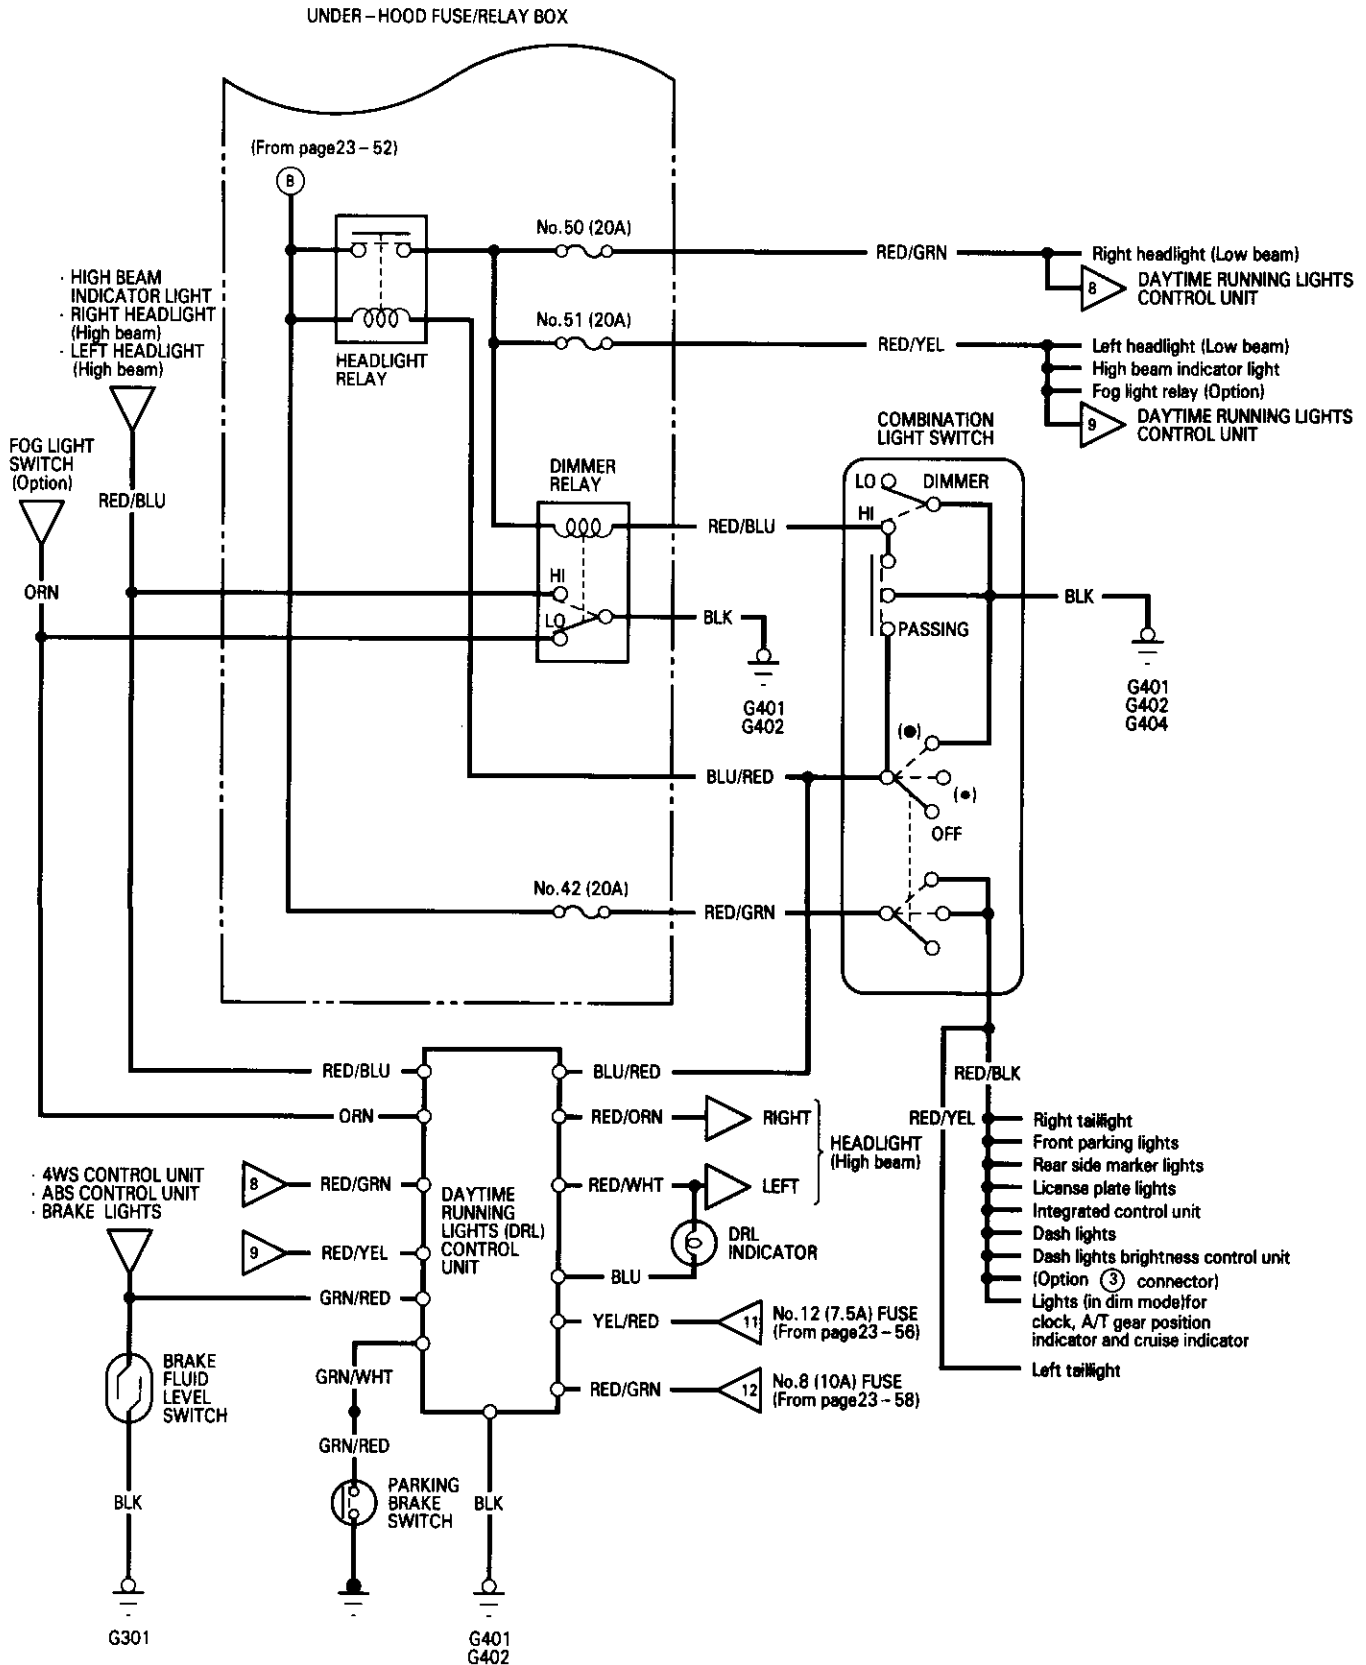 UNDER-HOOD FUSE/RELAY BOX
(From page23-52)
B
No.50 (20A)
RED/GRN
Right headlight (Low beam)
8
DAYTIME RUNNING LIGHTS
CONTROL UNIT
· HIGH BEAM
INDICATOR LIGHT
· RIGHT HEADLIGHT
(High beam)
· LEFT HEADLIGHT
(High beam)
HEADLIGHT
RELAY
No.51 (20A)
RED/YEL
Left headlight (Low beam)
High beam indicator light
Fog light relay (Option)
9
DAYTIME RUNNING LIGHTS
CONTROL UNIT
COMBINATION
LIGHT SWITCH
FOG LIGHT
SWITCH
(Option)
RED/BLU
DIMMER
RELAY
LO
DIMMER
HI
RED/BLU
ORN
HI
LO
BLK
G401
G402
PASSING
BLK
G401
G402
G404
(●)
BLU/RED
(•)
OFF
No.42 (20A)
RED/GRN
RED/BLU
BLU/RED
RED/BLK
ORN
RED/ORN
RIGHT
HEADLIGHT
(High beam)
RED/YEL
Right taillight
Front parking lights
Rear side marker lights
License plate lights
Integrated control unit
Dash lights
Dash lights brightness control unit
(Option 3 connector)
Lights (in dim mode)for
clock, A/T gear position
indicator and cruise indicator
Left taillight
· 4WS CONTROL UNIT
· ABS CONTROL UNIT
· BRAKE LIGHTS
8
RED/GRN
DAYTIME
RUNNING
LIGHTS (DRL)
CONTROL
UNIT
RED/WHT
LEFT
9
RED/YEL
DRL
INDICATOR
BLU
GRN/RED
YEL/RED
11
No.12 (7.5A) FUSE
(From page23-56)
BRAKE
FLUID
LEVEL
SWITCH
GRN/WHT
RED/GRN
12
No.8 (10A) FUSE
(From page23-58)
GRN/RED
PARKING
BRAKE
SWITCH
BLK
BLK
G301
G401
G402